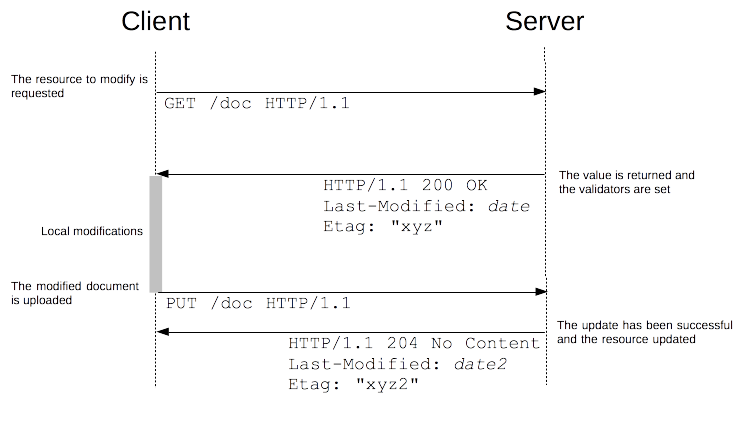 Client
Server
The resource to modify is
requested
GET /doc HTTP/1.1
The value is returned and
the validators are set
HTTP/1.1 200 OK
Last-Modified: date
Etag: "xyz"
Local modifications
The modified document
is uploaded
PUT /doc HTTP/1.1
The update has been successful
and the resource updated
HTTP/1.1 204 No Content
Last-Modified: date2
Etag: "xyz2"